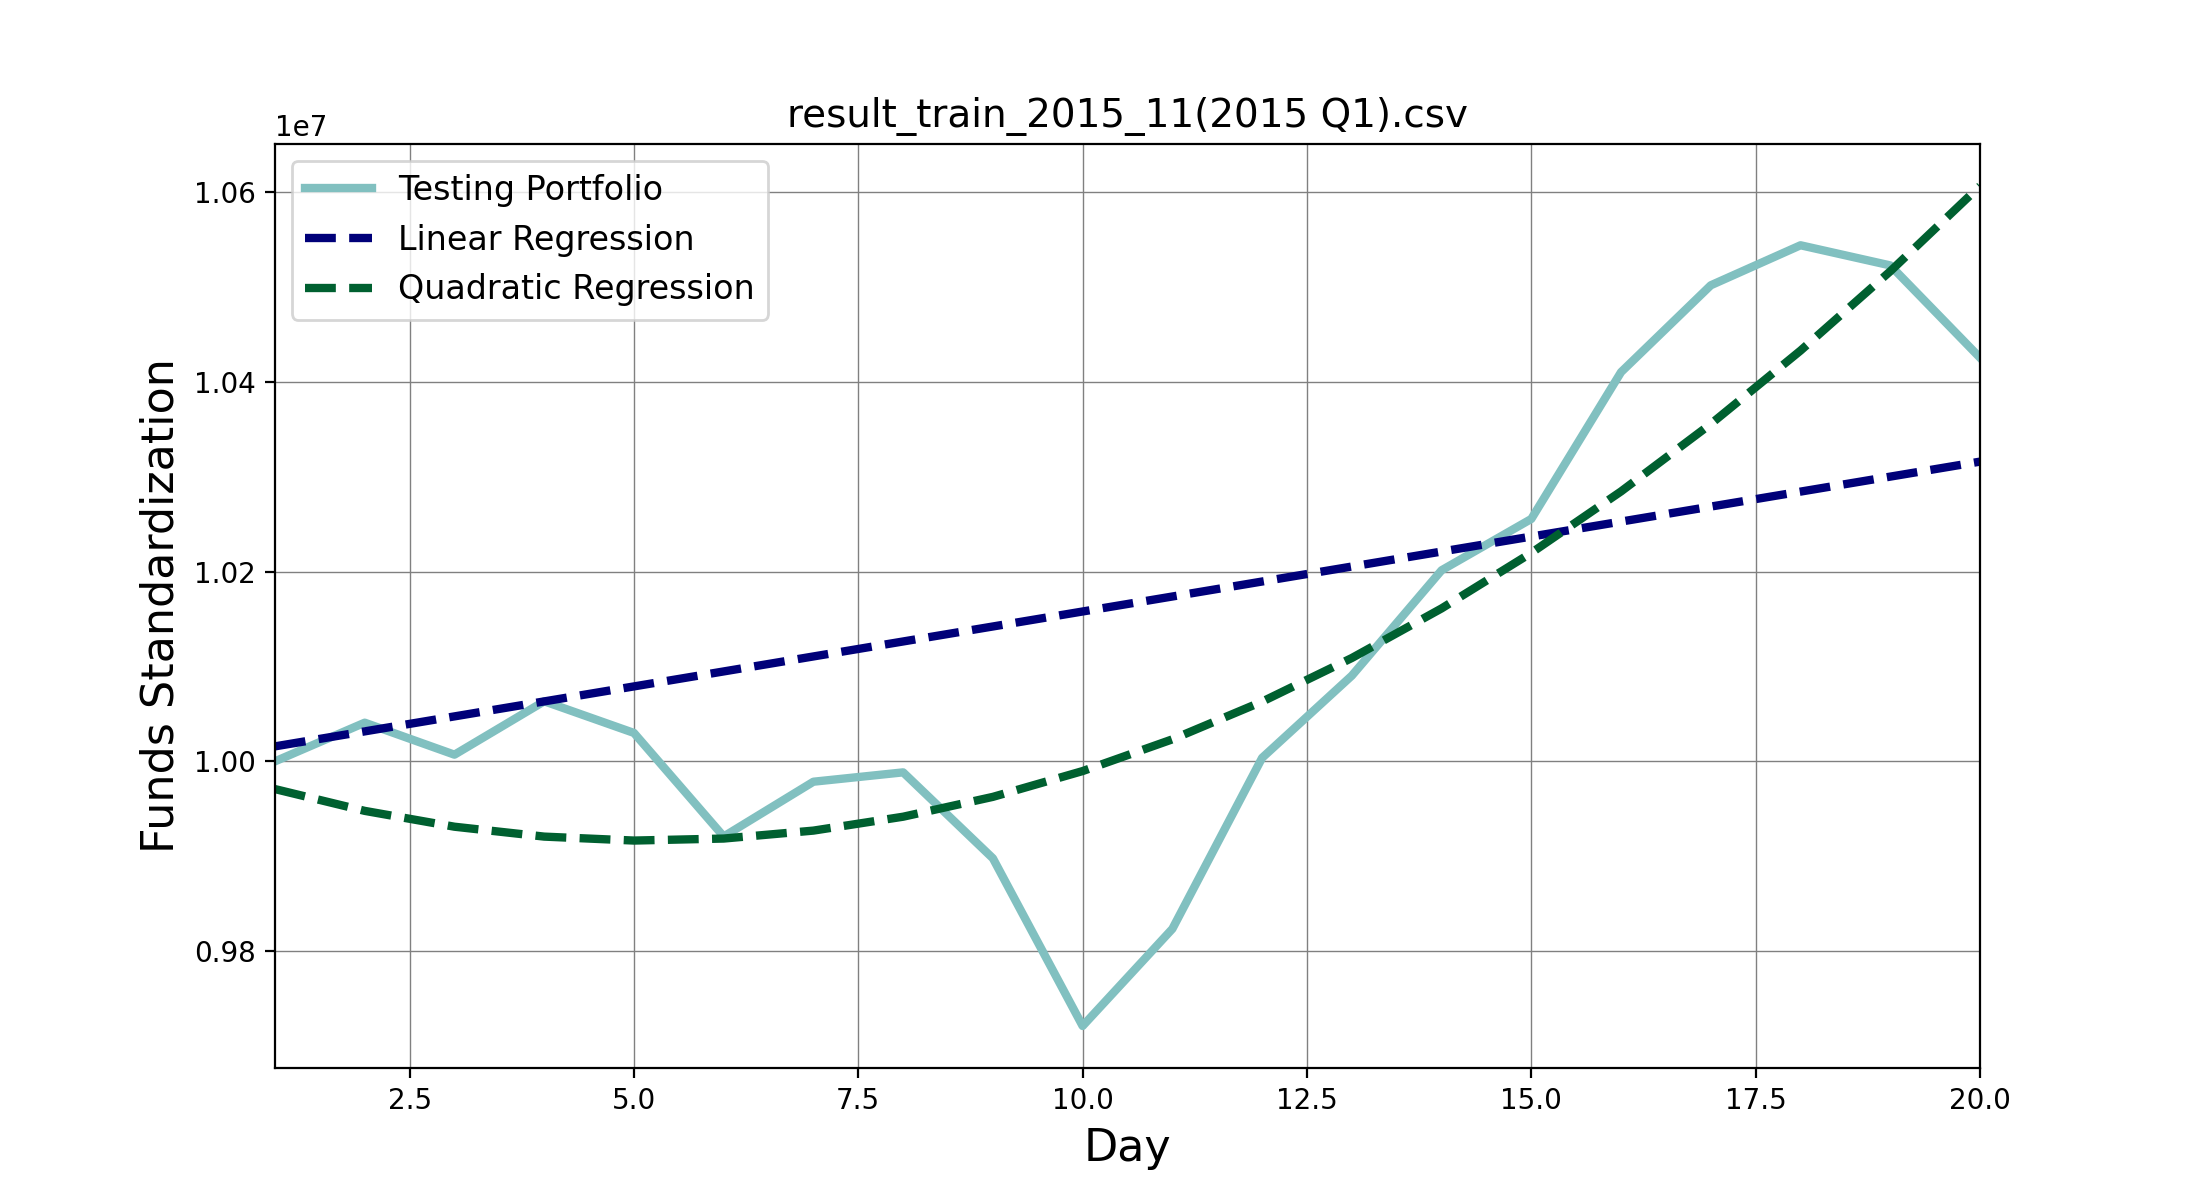 result_train_2015_11(2015 Q1).csv
1e7
Testing Portfolio
Linear Regression
Quadratic Regression
1.06
1.04
1.02
1.00
0.98
Funds Standardization
2.5 5.0 7.5 10.0 12.5 15.0 17.5 20.0
Day